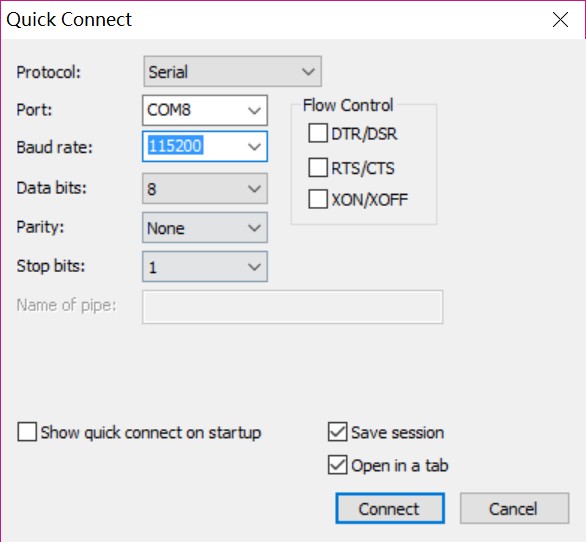 Quick Connect
Protocol: Serial
Port: COM8
Flow Control
DTR/DSR
Baud rate: 115200
RTS/CTS
Data bits: 8
XON/XOFF
Parity: None
Stop bits: 1
Name of pipe:
Show quick connect on startup
Save session
Open in a tab
Connect Cancel